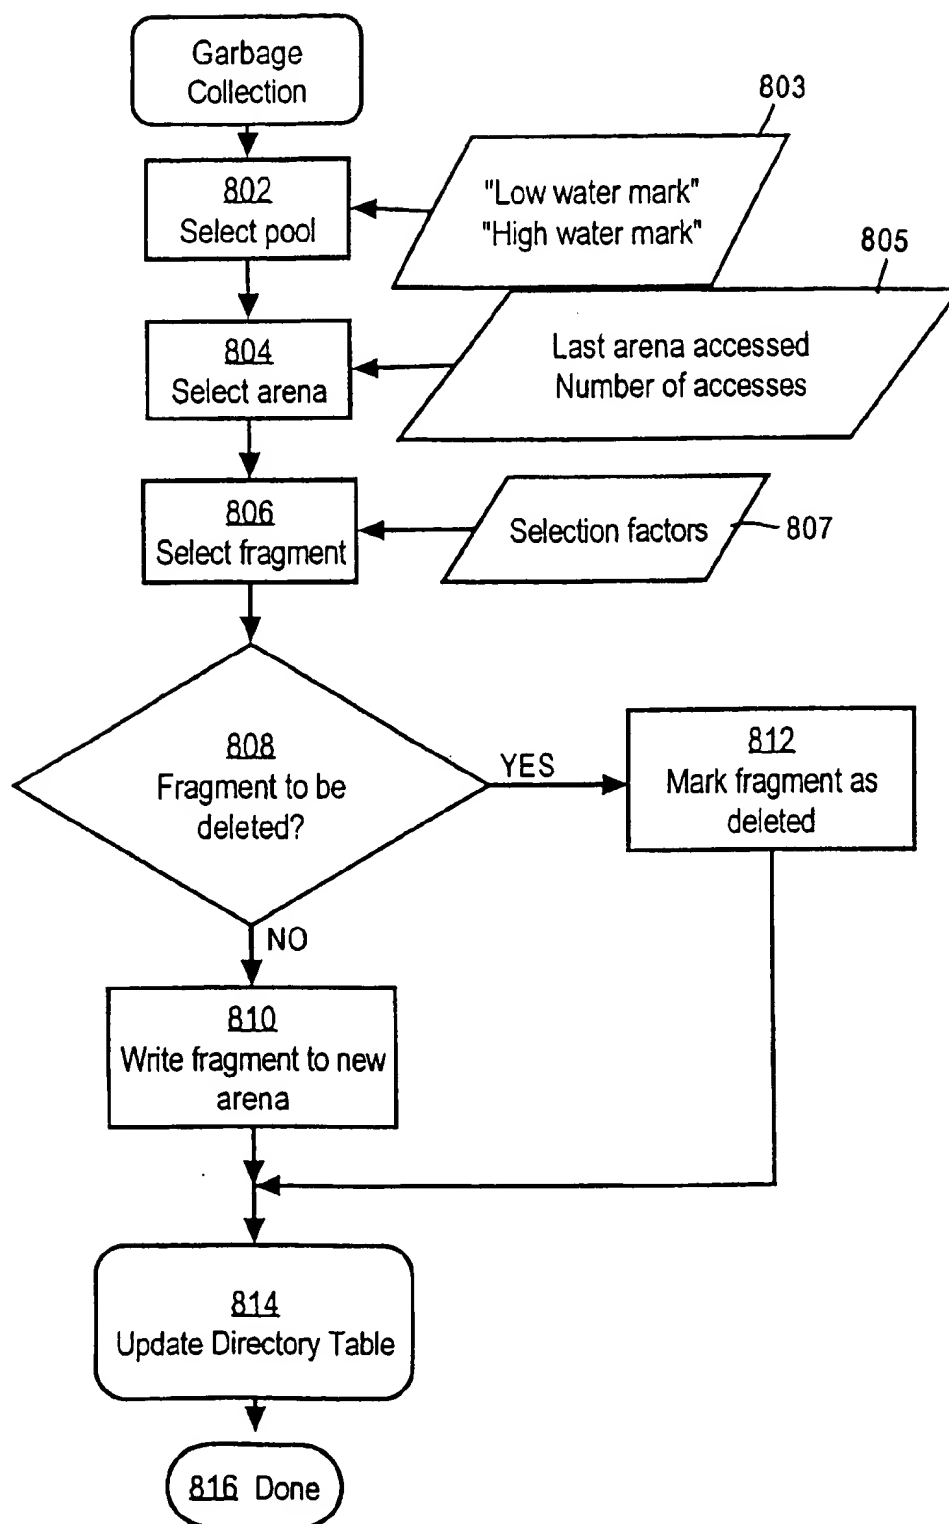 Garbage
Collection
803
802
Select pool
"Low water mark"
"High water mark"
805
804
Select arena
Last arena accessed
Number of accesses
806
Select fragment
Selection factors
807
808
Fragment to be
deleted?
YES
812
Mark fragment as
deleted
NO
810
Write fragment to new
arena
814
Update Directory Table
816 Done